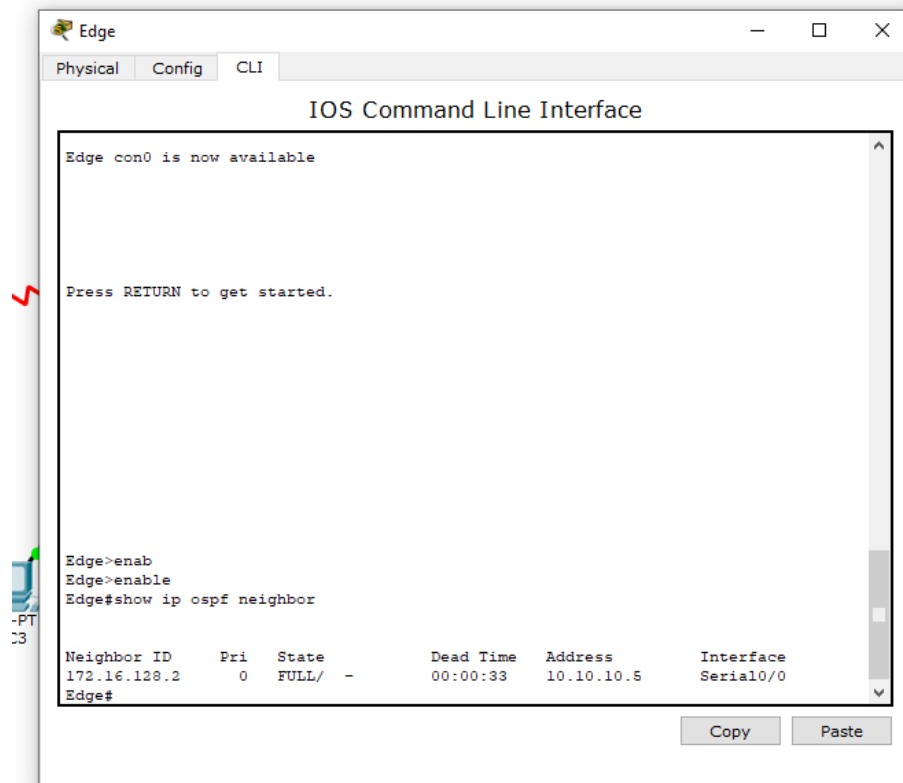 Edge
Physical Config CLI
IOS Command Line Interface
Edge con0 is now available
Press RETURN to get started.
Edge>enab
Edge>enable
Edge#show ip ospf neighbor
-PT
C3
Neighbor ID Pri State Dead Time Address Interface
172.16.128.2 0 FULL/ - 00:00:33 10.10.10.5 Serial0/0
Edge#
Copy Paste